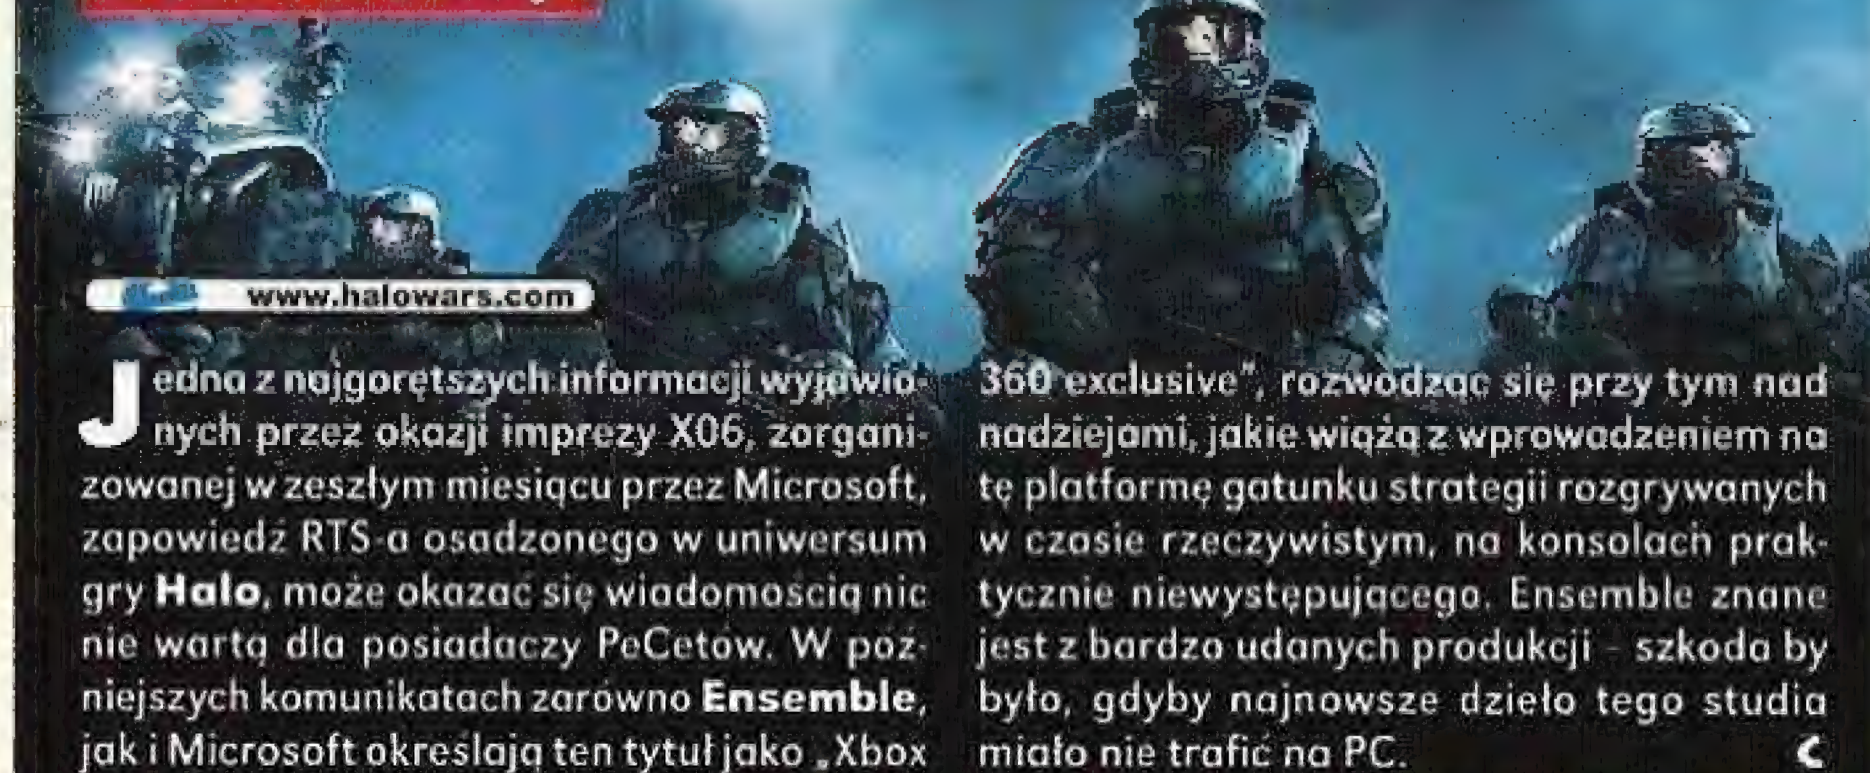 www.halowars.com
Jedna z najgorętszych informacji wyjawio-
nych przez okazji imprezy X06, zorgani-
zowanej w zeszłym miesiącu przez Microsoft,
zapowiedź RTS-a osadzonego w uniwersum
gry Halo, może okazać się wiadomością nic
nie wartą dla posiadaczy PeCetów. W póź-
niejszych komunikatach zarówno Ensemble,
jak i Microsoft określają ten tytuł jako „Xbox
360 exclusive", rozwodząc się przy tym nad
nadziejami, jakie wiążą z wprowadzeniem na
tę platformę gatunku strategii rozgrywanych
w czasie rzeczywistym, na konsolach prak-
tycznie niewystępującego. Ensemble znane
jest z bardzo udanych produkcji – szkoda by
było, gdyby najnowsze dzieło tego studia
miało nie trafić na PC.